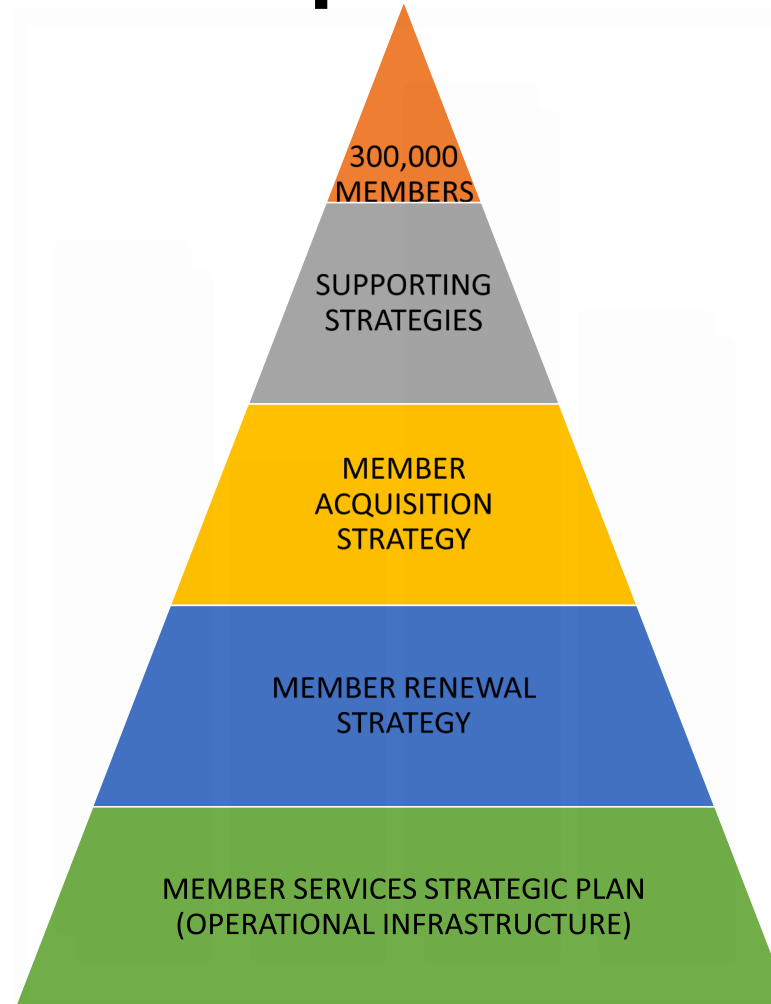 300,000
MEMBERS
SUPPORTING
STRATEGIES
MEMBER
ACQUISITION
STRATEGY
MEMBER RENEWAL
STRATEGY
MEMBER SERVICES STRATEGIC PLAN
(OPERATIONAL INFRASTRUCTURE)